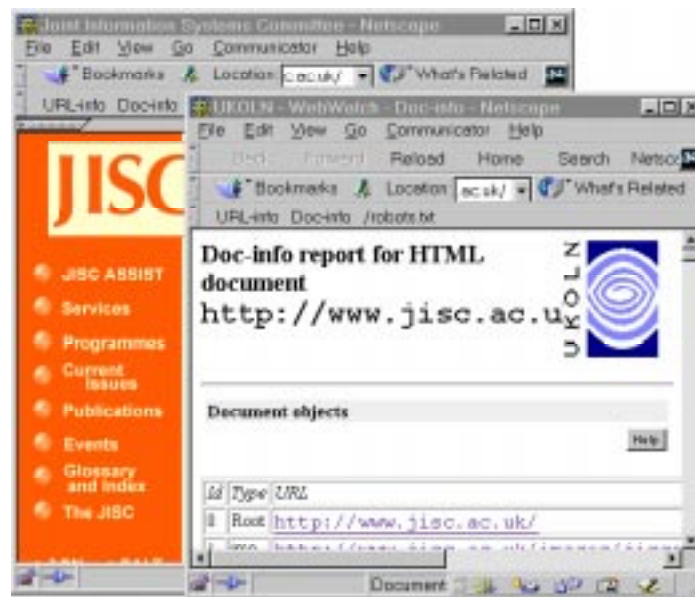 Joint Information Systems Committee - Netscape
File Edit View Go Communicator Help
Bookmarks Location: c.ac.uk/ What's Related
URL-info Doc-info
JISC
JISC ASSIST
Services
Programmes
Current
Issues
Publications
Events
Glossary
and Index
The JISC
UKOLN - WebWatch - Doc-info - Netscape
File Edit View Go Communicator Help
Back Forward Reload Home Search Netsc
Bookmarks Location: ac.uk/ What's Related
URL-info Doc-info /robots.txt
Doc-info report for HTML
document
http://www.jisc.ac.u
UKOLN
Document objects
Help
Id Type URL
0 Root http://www.jisc.ac.uk/
Document